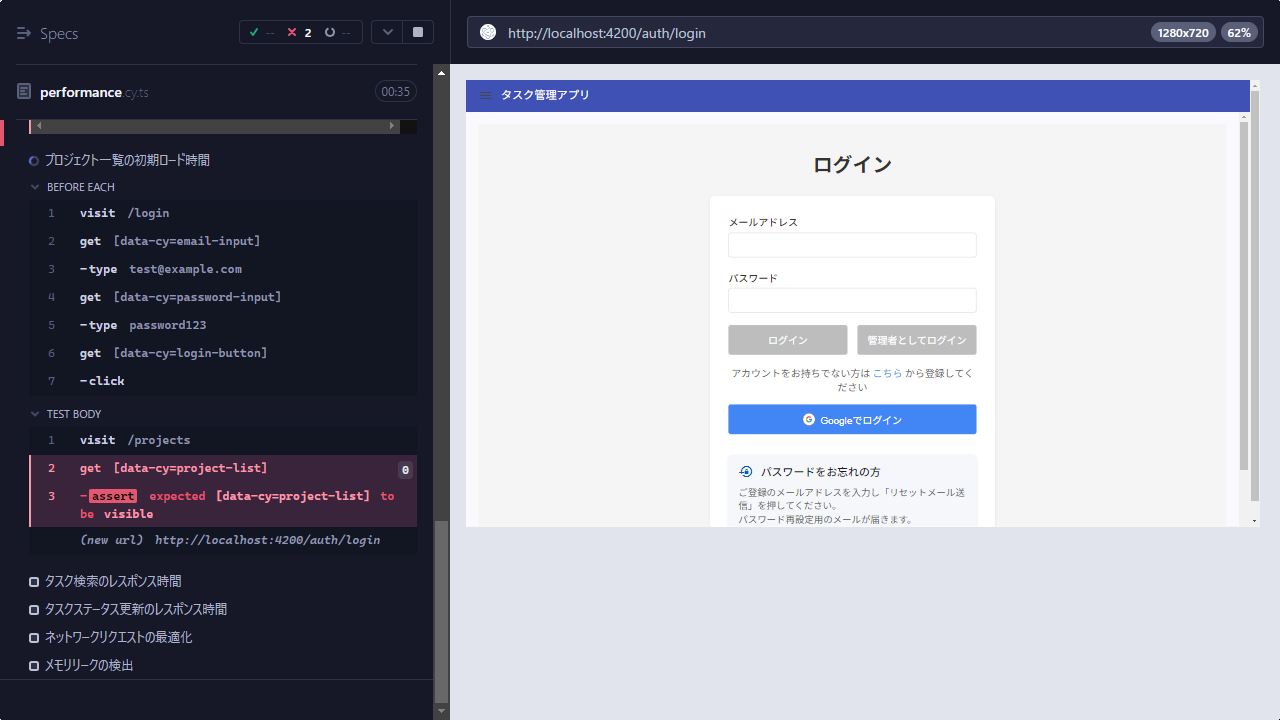 Specs
-- 2 --
performance.cy.ts
00:35
プロジェクト一覧の初期ロード時間
BEFORE EACH
1 visit /login
2 get [data-cy=email-input]
3 -type test@example.com
4 get [data-cy=password-input]
5 -type password123
6 get [data-cy=login-button]
7 -click
TEST BODY
1 visit /projects
2 get [data-cy=project-list] 0
3 -assert expected [data-cy=project-list] to
be visible
(new url) http://localhost:4200/auth/login
タスク検索のレスポンス時間
タスクステータス更新のレスポンス時間
ネットワークリクエストの最適化
メモリリークの検出
http://localhost:4200/auth/login
1280x720 62%
タスク管理アプリ
ログイン
メールアドレス
パスワード
ログイン 管理者としてログイン
アカウントをお持ちでない方は こちら から登録してく
ださい
G Googleでログイン
パスワードをお忘れの方
ご登録のメールアドレスを入力し「リセットメール送
信」を押してください。
パスワード再設定用のメールが届きます。